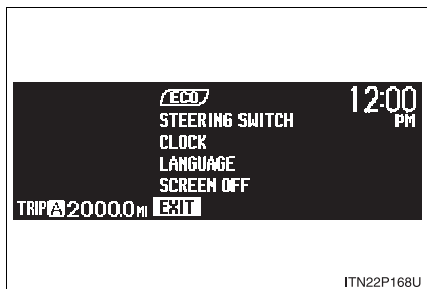 ECO
12:00
PM
STEERING SWITCH
CLOCK
LANGUAGE
SCREEN OFF
TRIP A 2000.0 MI EXIT
ITN22P168U